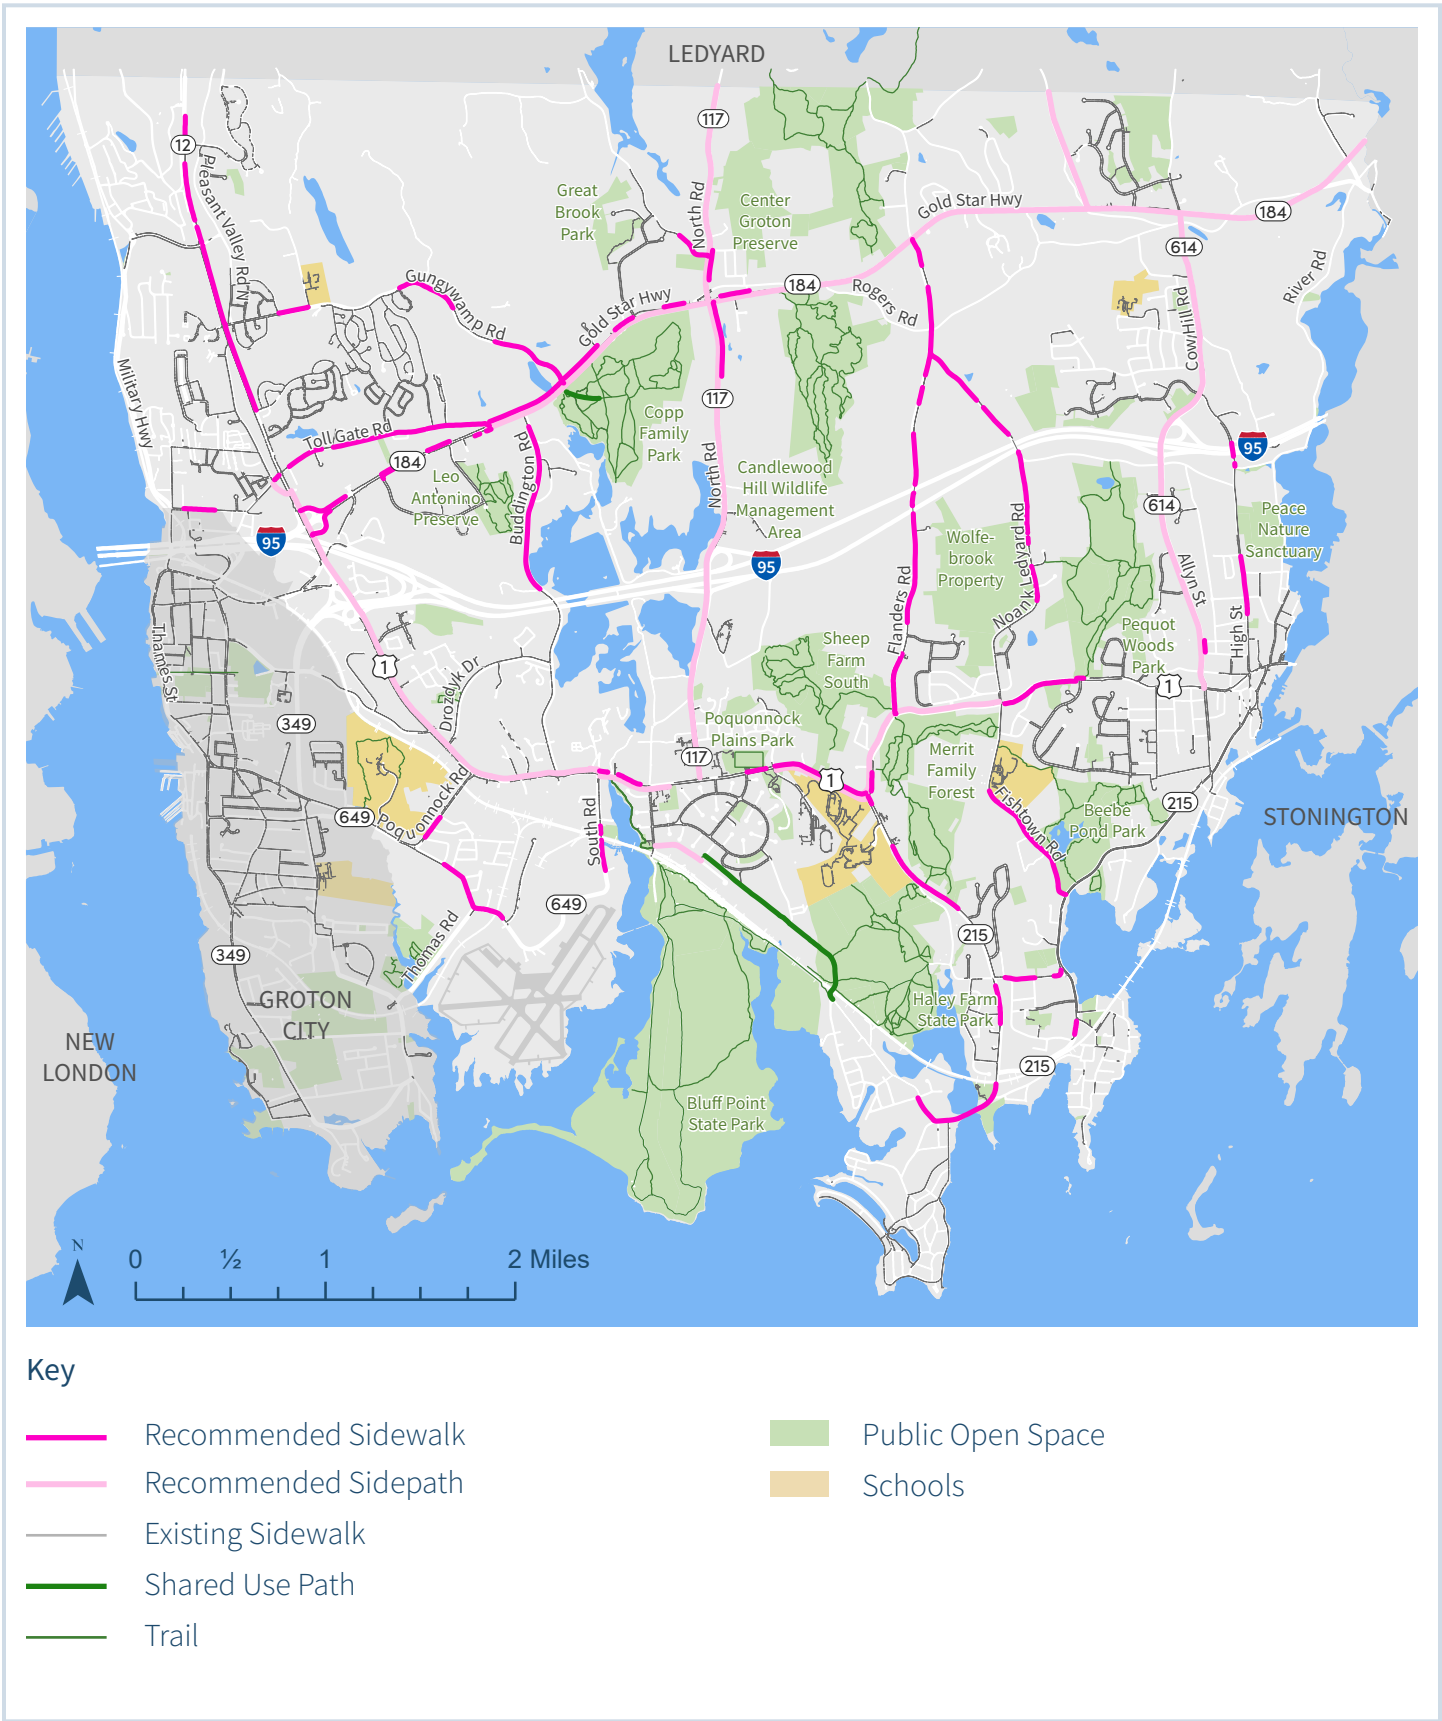 LEDYARD
117
12
Pleasant Valley Rd N
Great
Brook
Park
North Rd
Center
Groton
Preserve
Gold Star Hwy
184
614
River Rd
Gungywamp Rd
Gold Star Hwy
184
Rogers Rd
Cow Hill Rd
Military Hwy
117
Copp
Family
Park
Toll Gate Rd
184
Leo
Antonino
Preserve
Buddington Rd
North Rd
Candlewood
Hill Wildlife
Management
Area
95
614
Peace
Nature
Sanctuary
95
95
Wolfe-
brook
Property
Noank Ledyard Rd
Allyn St
Flanders Rd
Thames St
1
Drozdyk Dr
Sheep
Farm
South
Pequot
Woods
Park
High St
1
349
Poquonnock
Plains Park
117
1
Merrit
Family
Forest
649
Poquonnock Rd
South Rd
Fishtown Rd
Beebe
Pond Park
215
STONINGTON
649
Thomas Rd
349
215
GROTON
CITY
Haley Farm
State Park
NEW
LONDON
215
Bluff Point
State Park
N
0 ½ 1 2 Miles
Key
Recommended Sidewalk
Recommended Sidepath
Existing Sidewalk
Shared Use Path
Trail
Public Open Space
Schools